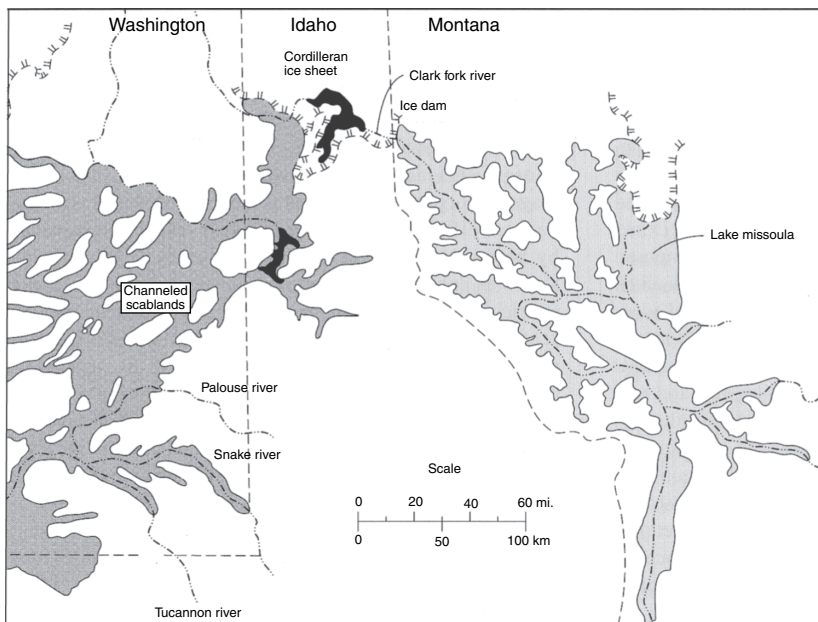 Washington
Idaho
Montana
Cordilleran
ice sheet
Clark fork river
Ice dam
Lake missoula
Channeled
scablands
Palouse river
Snake river
Scale
0 20 40 60 mi.
0 50 100 km
Tucannon river